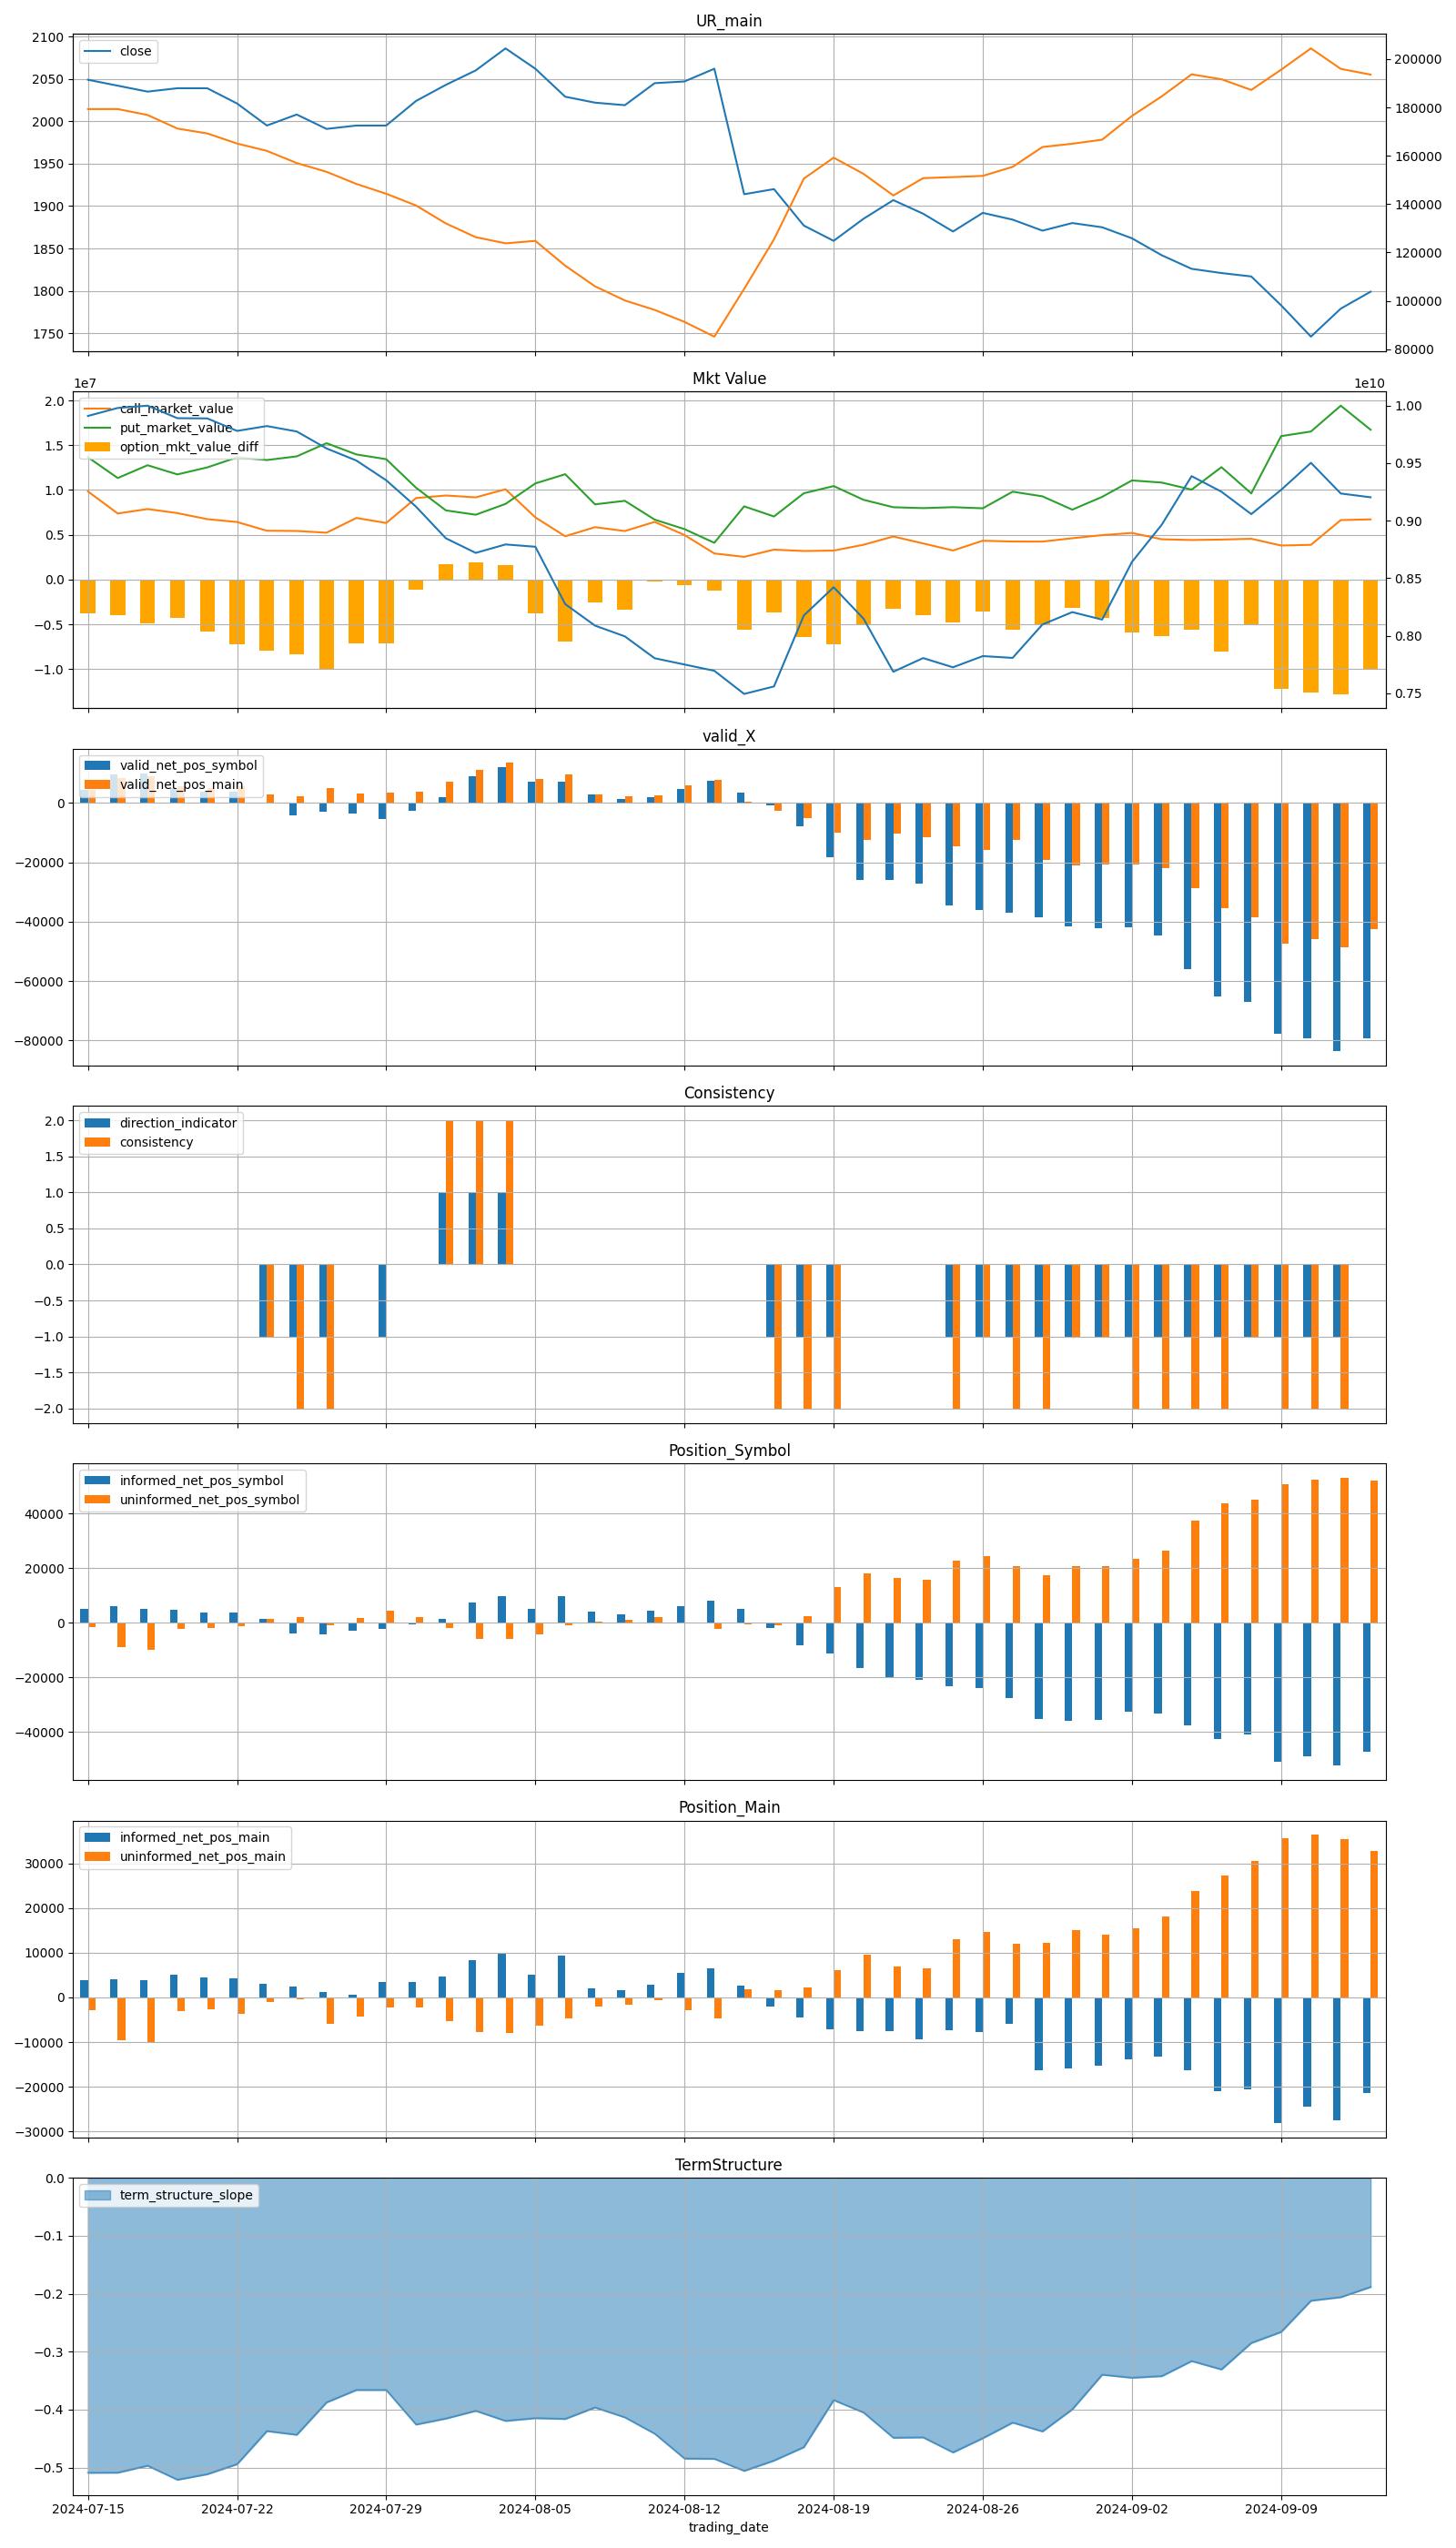 UR_main
close
2100
2050
2000
1950
1900
1850
1800
1750
200000
180000
160000
140000
120000
100000
80000
Mkt Value
1e7
1e10
call_market_value
put_market_value
option_mkt_value_diff
2.0
1.5
1.0
0.5
0.0
−0.5
−1.0
1.00
0.95
0.90
0.85
0.80
0.75
valid_X
valid_net_pos_symbol
valid_net_pos_main
0
−20000
−40000
−60000
−80000
Consistency
direction_indicator
consistency
2.0
1.5
1.0
0.5
0.0
−0.5
−1.0
−1.5
−2.0
Position_Symbol
informed_net_pos_symbol
uninformed_net_pos_symbol
40000
20000
0
−20000
−40000
Position_Main
informed_net_pos_main
uninformed_net_pos_main
30000
20000
10000
0
−10000
−20000
−30000
TermStructure
term_structure_slope
0.0
−0.1
−0.2
−0.3
−0.4
−0.5
2024-07-15 2024-07-22 2024-07-29 2024-08-05 2024-08-12 2024-08-19 2024-08-26 2024-09-02 2024-09-09
trading_date